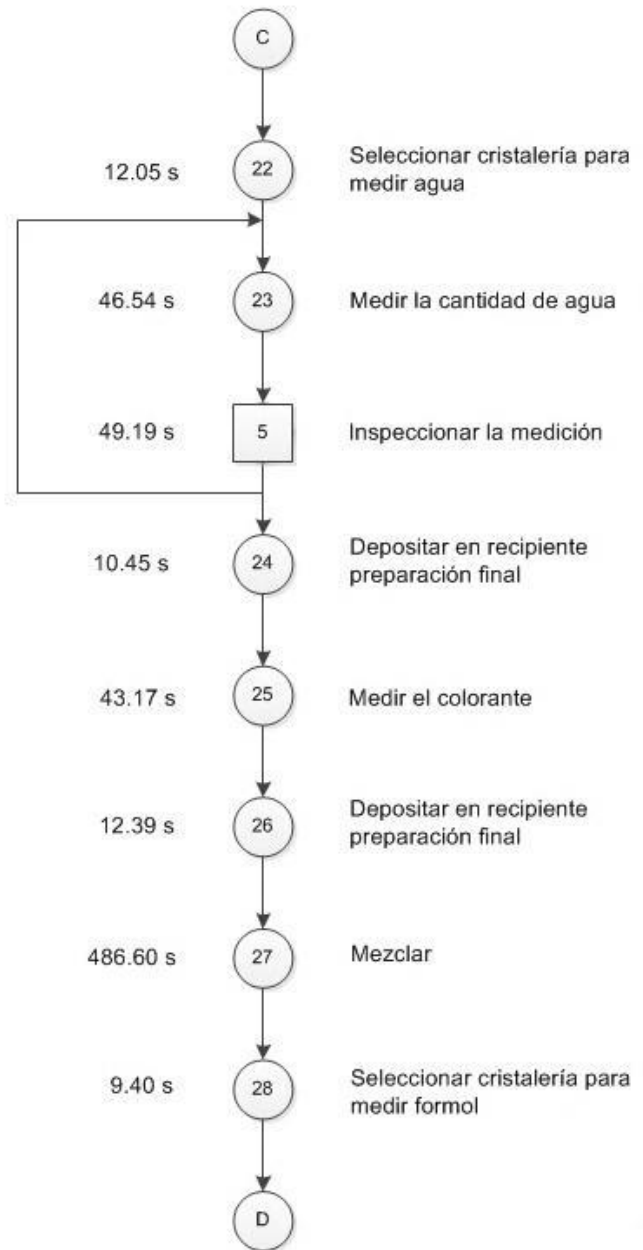 C
12.05 s
22
Seleccionar cristalería para
medir agua
46.54 s
23
Medir la cantidad de agua
49.19 s
5
Inspeccionar la medición
10.45 s
24
Depositar en recipiente
preparación final
43.17 s
25
Medir el colorante
12.39 s
26
Depositar en recipiente
preparación final
486.60 s
27
Mezclar
9.40 s
28
Seleccionar cristalería para
medir formol
D